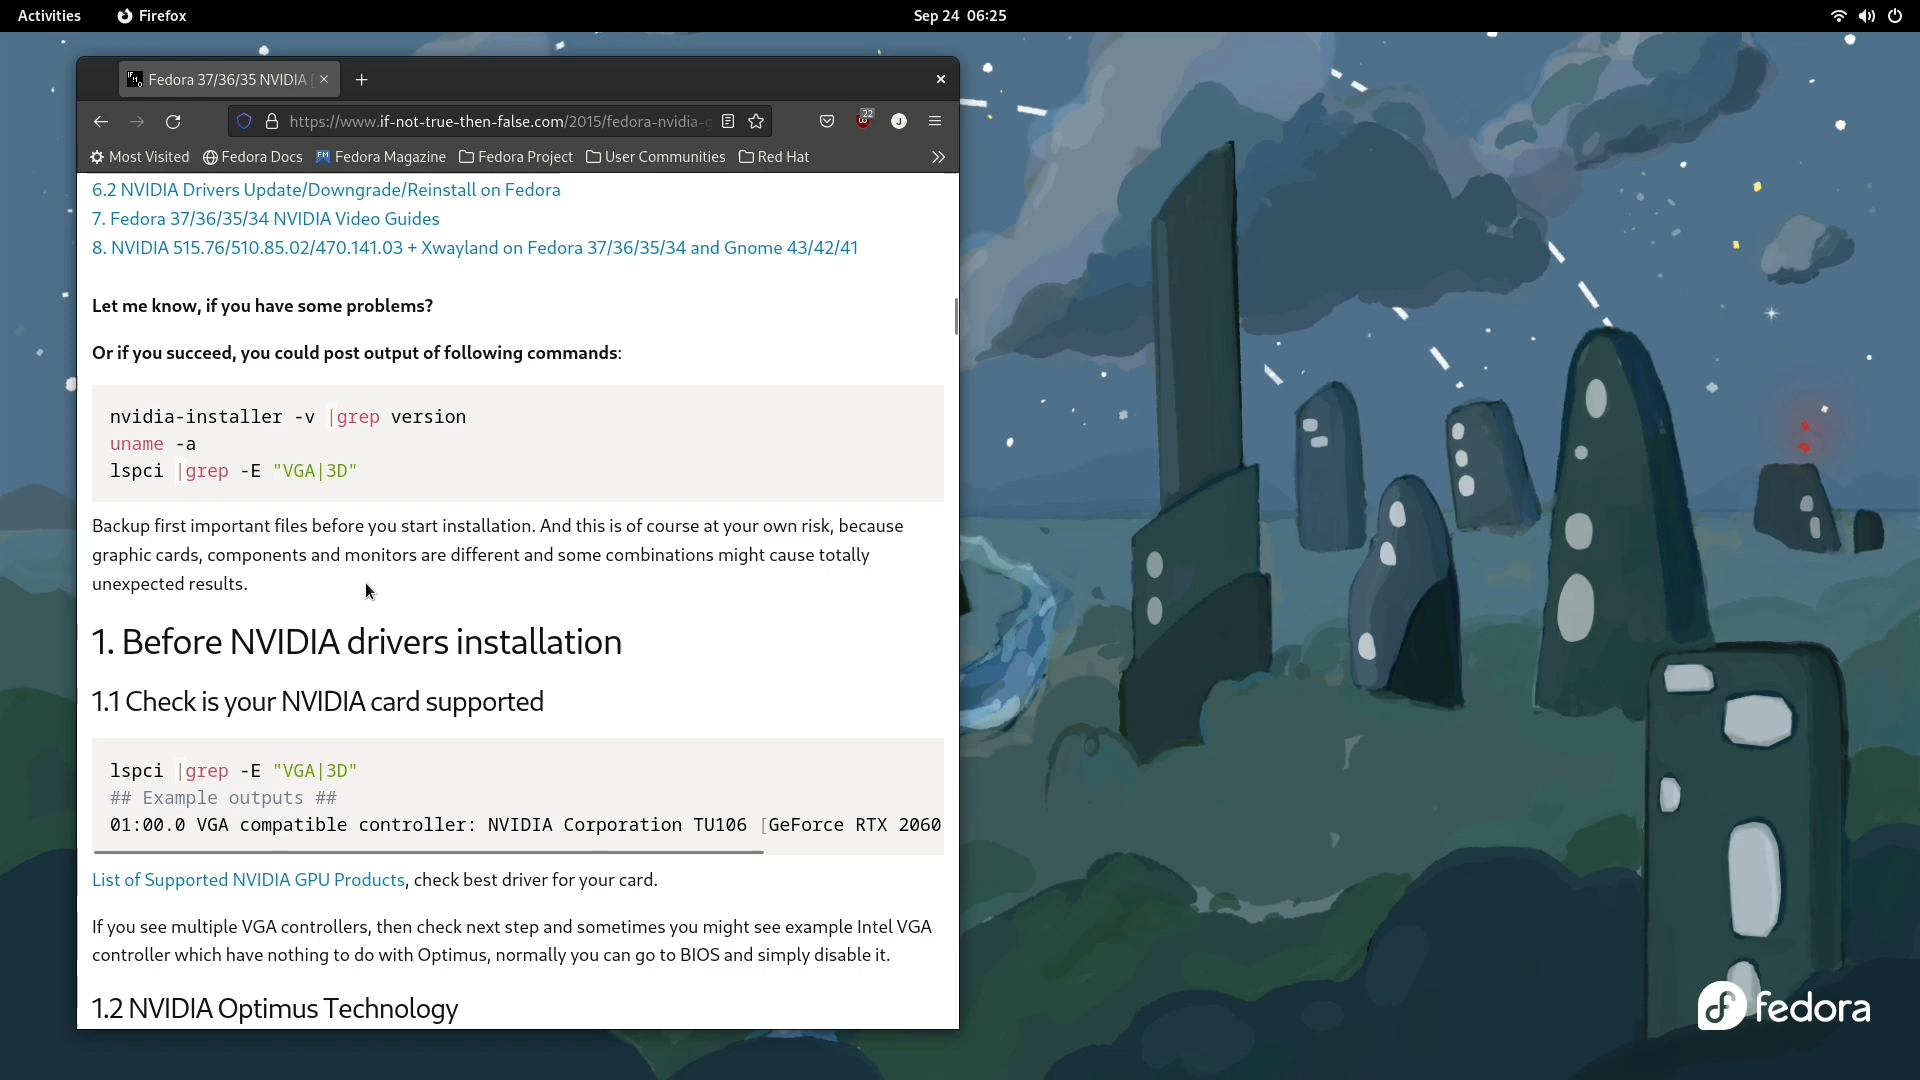 Activities Firefox Sep 24 06:25
Fedora 37/36/35 NVIDIA
https://www.if-not-true-then-false.com/2015/fedora-nvidia-g 22 J
Most Visited Fedora Docs Fedora Magazine Fedora Project User Communities Red Hat
6.2 NVIDIA Drivers Update/Downgrade/Reinstall on Fedora
7. Fedora 37/36/35/34 NVIDIA Video Guides
8. NVIDIA 515.76/510.85.02/470.141.03 + Xwayland on Fedora 37/36/35/34 and Gnome 43/42/41
Let me know, if you have some problems?
Or if you succeed, you could post output of following commands:
nvidia-installer -v |grep version
uname -a
lspci |grep -E "VGA|3D"
Backup first important files before you start installation. And this is of course at your own risk, because
graphic cards, components and monitors are different and some combinations might cause totally
unexpected results.
1. Before NVIDIA drivers installation
1.1 Check is your NVIDIA card supported
lspci |grep -E "VGA|3D"
## Example outputs ##
01:00.0 VGA compatible controller: NVIDIA Corporation TU106 [GeForce RTX 2060
List of Supported NVIDIA GPU Products, check best driver for your card.
If you see multiple VGA controllers, then check next step and sometimes you might see example Intel VGA
controller which have nothing to do with Optimus, normally you can go to BIOS and simply disable it.
1.2 NVIDIA Optimus Technology
fedora